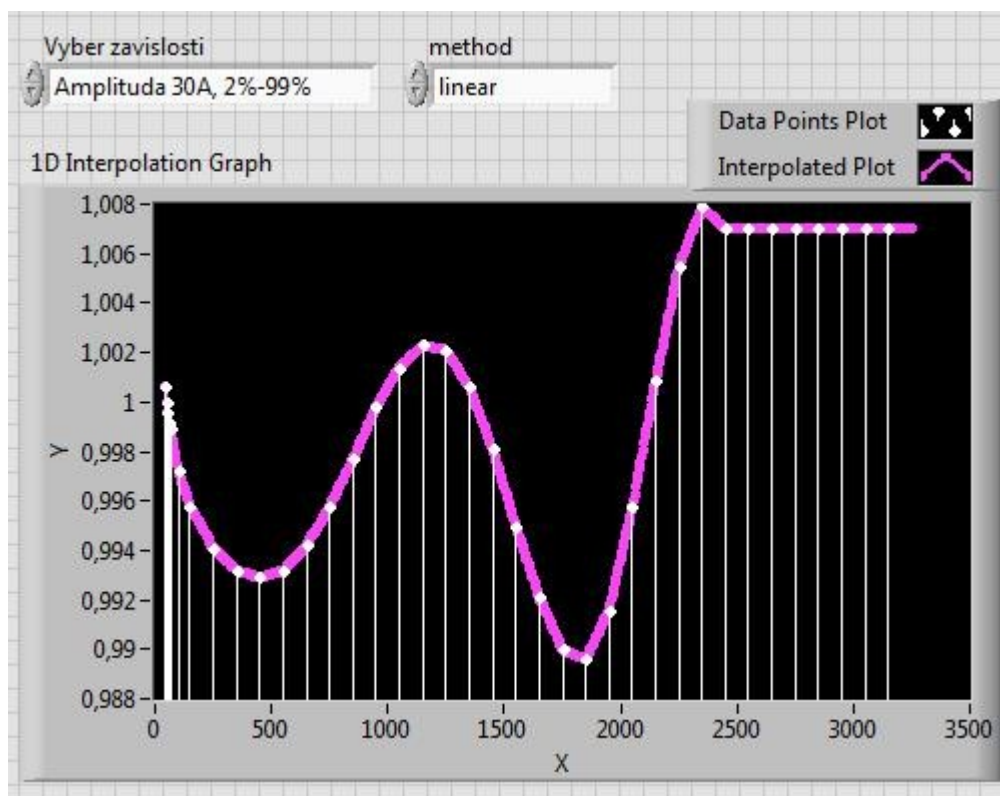 Vyber zavislosti
method
Amplituda 30A, 2%-99%
linear
Data Points Plot
1D Interpolation Graph
Interpolated Plot
1,008
1,006
1,004
1,002
1
0,998
0,996
0,994
0,992
0,99
0,988
Y
0 500 1000 1500 2000 2500 3000 3500
X